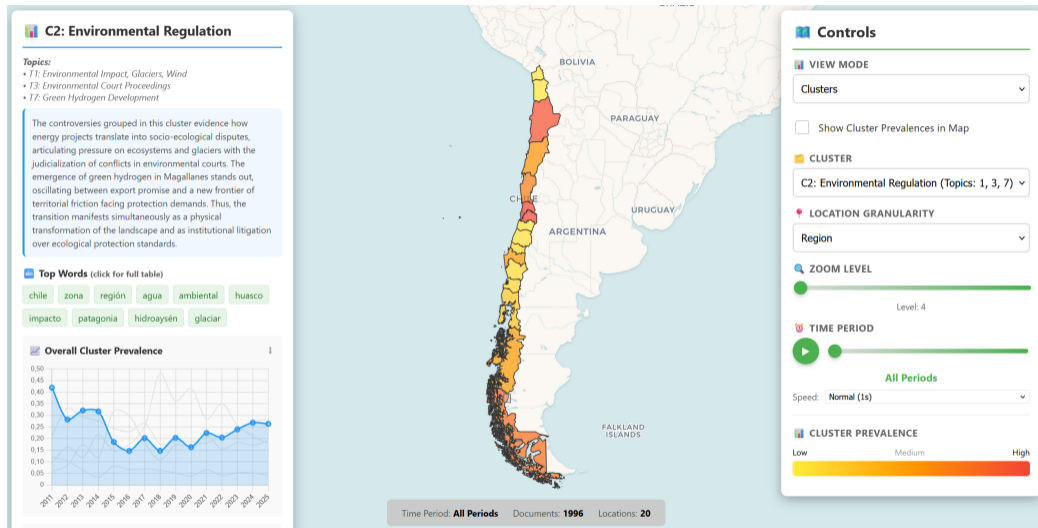 C2: Environmental Regulation
Topics:
• T1: Environmental Impact, Glaciers, Wind
• T3: Environmental Court Proceedings
• T7: Green Hydrogen Development
The controversies grouped in this cluster evidence how
energy projects translate into socio-ecological disputes,
articulating pressure on ecosystems and glaciers with the
judicialization of conflicts in environmental courts. The
emergence of green hydrogen in Magallanes stands out,
oscillating between export promise and a new frontier of
territorial friction facing protection demands. Thus, the
transition manifests simultaneously as a physical
transformation of the landscape and as institutional litigation
over ecological protection standards.
Top Words (click for full table)
chile zona región agua ambiental huasco
impacto patagonia hidroaysén glaciar
Overall Cluster Prevalence
0,50
0,45
0,40
0,35
0,30
0,25
0,20
0,15
0,10
0,05
0
2011 2012 2013 2014 2015 2016 2017 2018 2019 2020 2021 2022 2023 2024 2025
BOLIVIA
PARAGUAY
CHILE
URUGUAY
ARGENTINA
FALKLAND
ISLANDS
Time Period: All Periods Documents: 1996 Locations: 20
Controls
VIEW MODE
Clusters
Show Cluster Prevalences in Map
CLUSTER
C2: Environmental Regulation (Topics: 1, 3, 7)
LOCATION GRANULARITY
Region
ZOOM LEVEL
Level: 4
TIME PERIOD
All Periods
Speed: Normal (1s)
CLUSTER PREVALENCE
Low Medium High